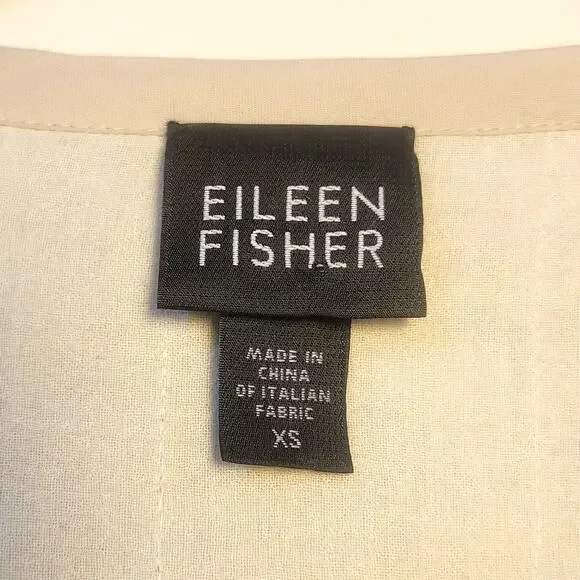 EILEEN
FISHER
MADE IN
CHINA
OF ITALIAN
FABRIC
XS